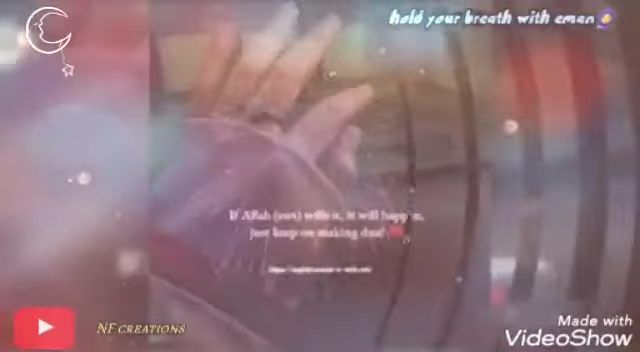 hold your breath with eman
If Allah (swt) wills it, it will happen,
just keep on making dua!
NF CREATIONS
Made with
VideoShow